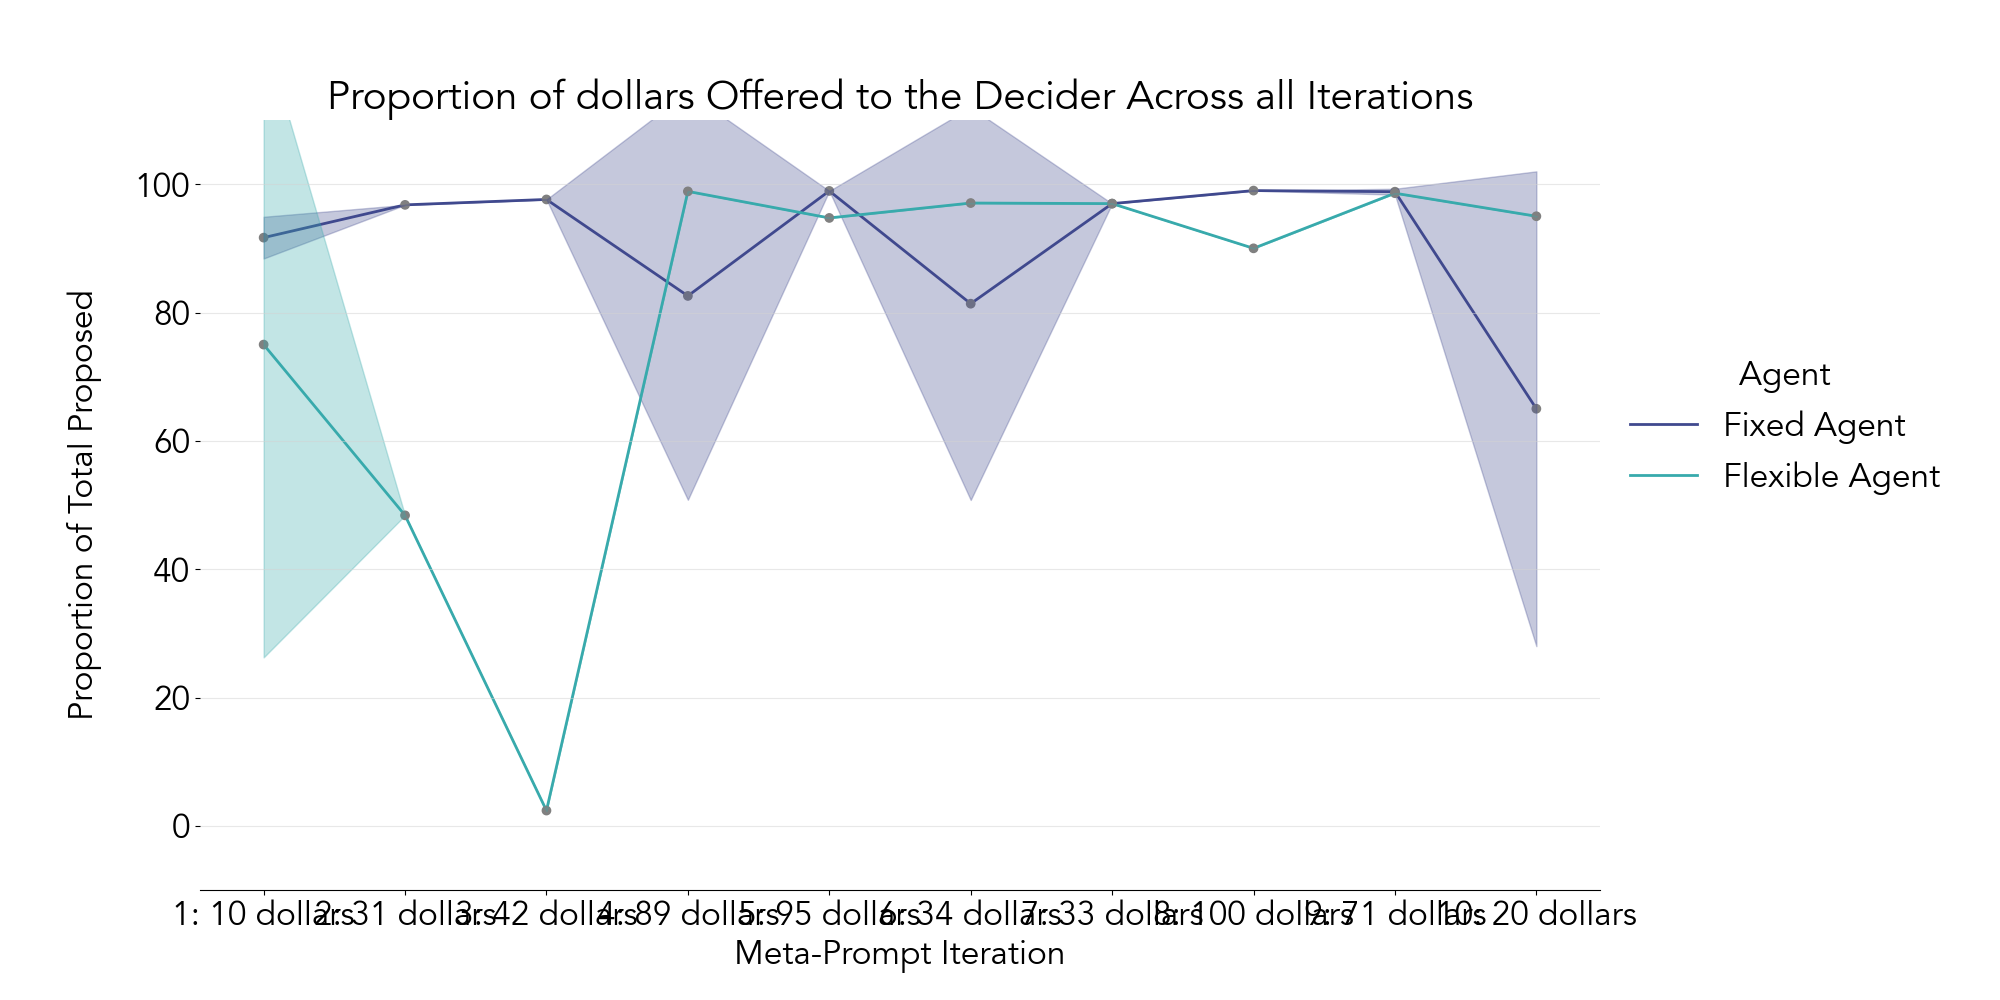 Proportion of dollars Offered to the Decider Across all Iterations
Proportion of Total Proposed
100
80
60
40
20
0
1: 10 dollars
2: 31 dollars
3: 42 dollars
4: 89 dollars
5: 95 dollars
6: 34 dollars
7: 33 dollars
8: 100 dollars
9: 71 dollars
10: 20 dollars
Meta-Prompt Iteration
Agent
Fixed Agent
Flexible Agent